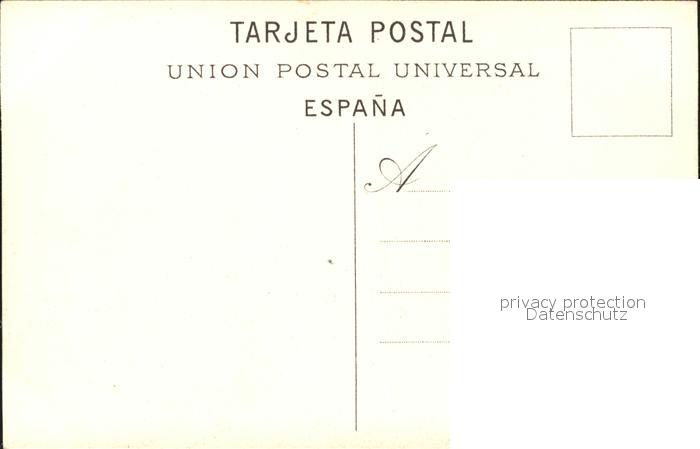 TARJETA POSTAL
UNION POSTAL UNIVERSAL
ESPAÑA
A
privacy protection
Datenschutz